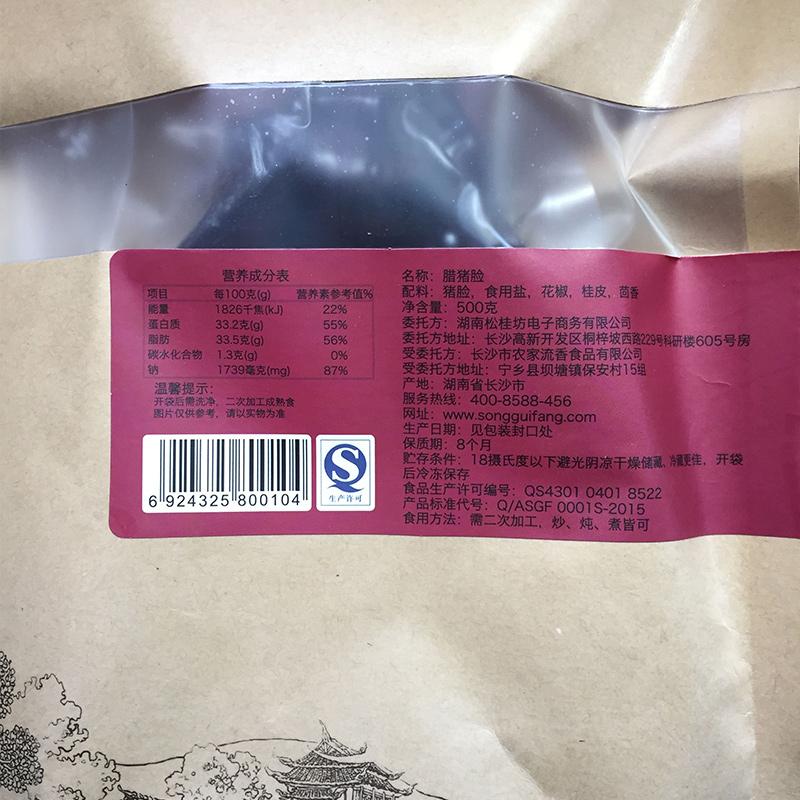 营养成分表
项目 每100克(g) 营养素参考值%
能量 1826千焦(kJ) 22%
蛋白质 33.2克(g) 55%
脂肪 33.5克(g) 56%
碳水化合物 1.3克(g) 0%
钠 1739毫克(mg) 87%
温馨提示：
开袋后需洗净，二次加工成熟食
图片仅供参考，请以实物为准
6 924325 800104
QS
生产许可
名称：腊猪脸
配料：猪脸，食用盐，花椒，桂皮，茴香
净含量：500克
委托方：湖南松桂坊电子商务有限公司
委托方地址：长沙高新开发区桐梓坡西路229号科研楼605号房
受委托方：长沙市农家流香食品有限公司
受委托方地址：宁乡县坝塘镇保安村15组
产地：湖南省长沙市
服务热线：400-8588-456
网址：www.songguifang.com
生产日期：见包装封口处
保质期：8个月
贮存条件：18摄氏度以下避光阴凉干燥储藏，冷藏更佳，开袋
后冷冻保存
食品生产许可编号：QS4301 0401 8522
产品标准代号：Q/ASGF 0001S-2015
食用方法：需二次加工，炒、炖、煮皆可